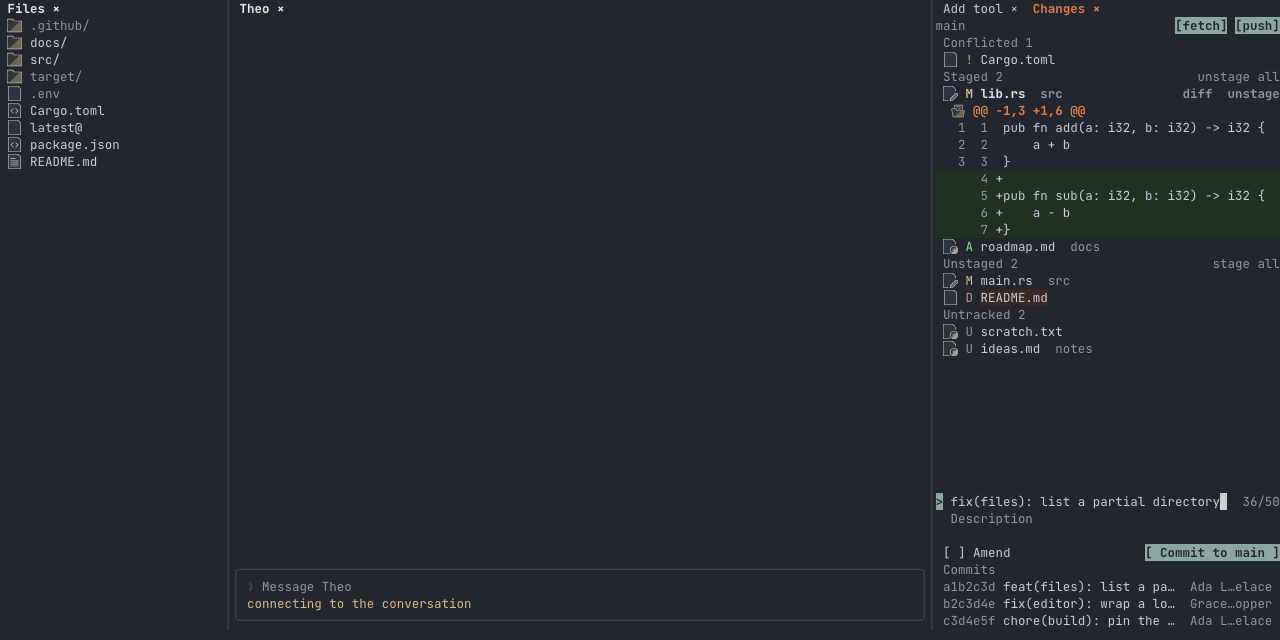 Files ×
.github/
docs/
src/
target/
.env
Cargo.toml
latest@
package.json
README.md
Theo ×
) Message Theo
connecting to the conversation
Add tool × Changes ×
main [fetch] [push]
Conflicted 1
! Cargo.toml
Staged 2 unstage all
M lib.rs src diff unstage
@@ -1,3 +1,6 @@
1 1 pub fn add(a: i32, b: i32) -> i32 {
2 2 a + b
3 3 }
4 +
5 +pub fn sub(a: i32, b: i32) -> i32 {
6 + a - b
7 +}
A roadmap.md docs
Unstaged 2 stage all
M main.rs src
D README.md
Untracked 2
U scratch.txt
U ideas.md notes
> fix(files): list a partial directory 36/50
Description
[ ] Amend [ Commit to main ]
Commits
a1b2c3d feat(files): list a pa… Ada L…elace
b2c3d4e fix(editor): wrap a lo… Grace…opper
c3d4e5f chore(build): pin the … Ada L…elace